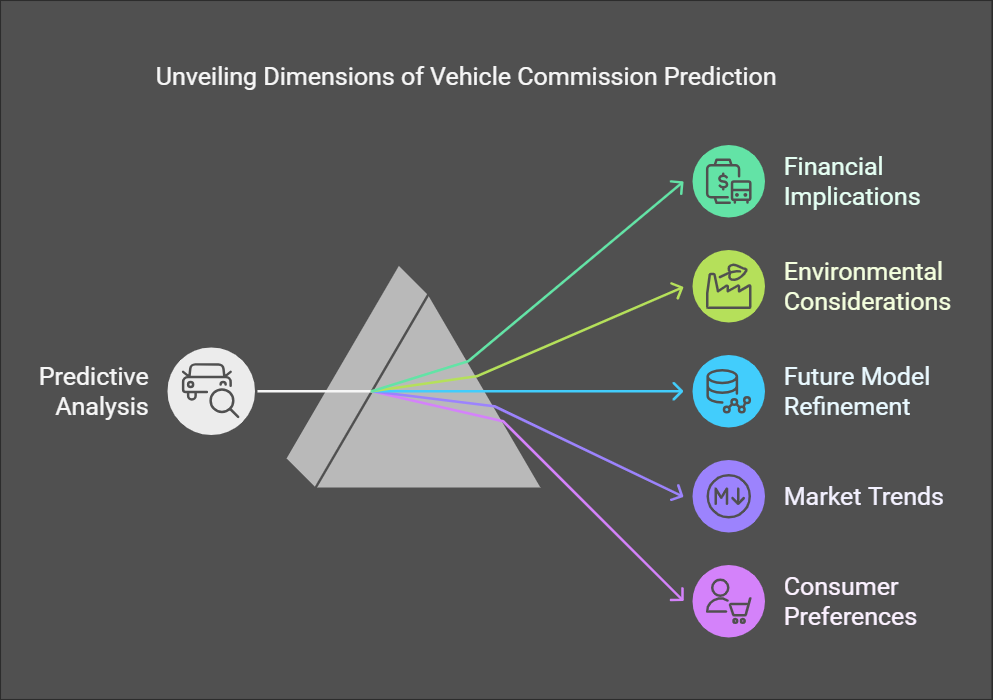 Unveiling Dimensions of Vehicle Commission Prediction
Predictive
Analysis
Financial
Implications
Environmental
Considerations
Future Model
Refinement
M
Market Trends
Consumer
Preferences
$